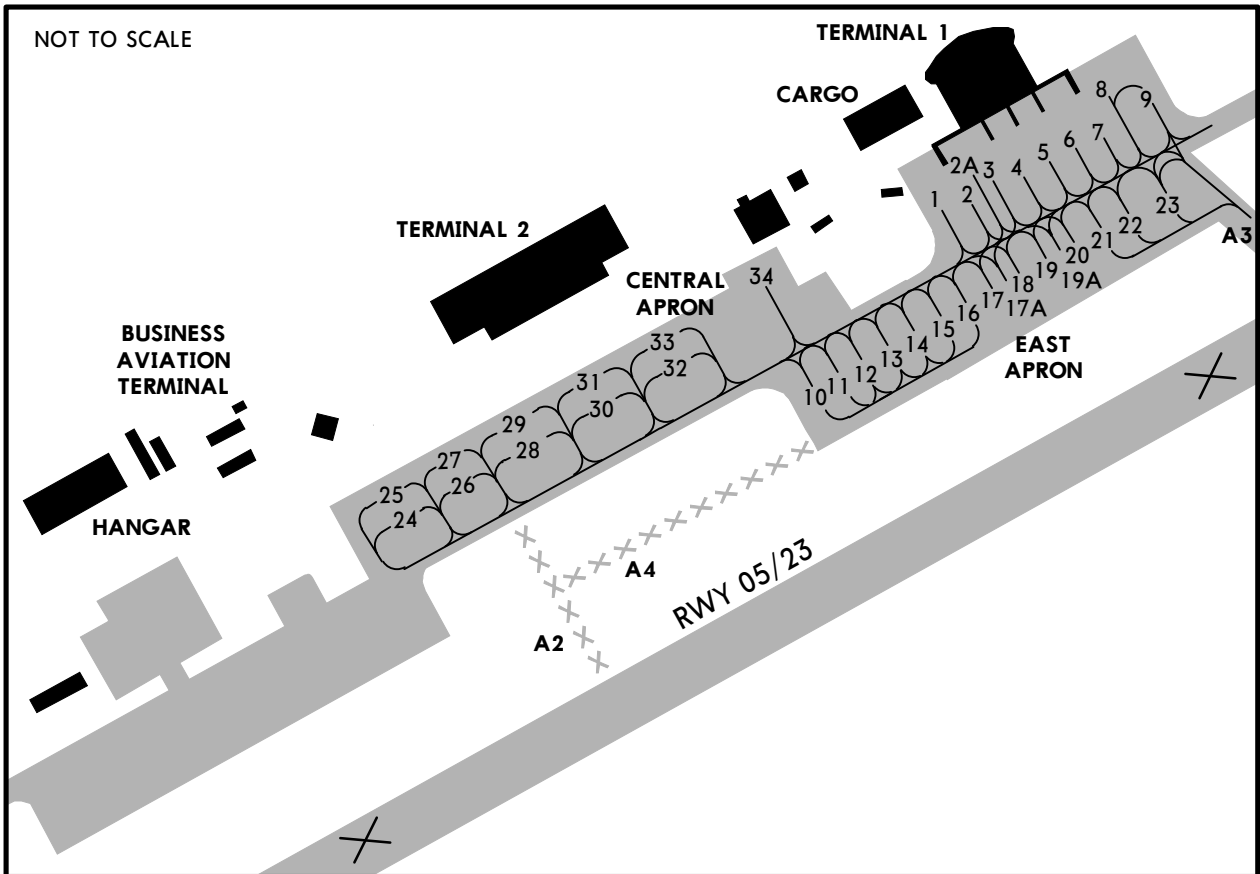 NOT TO SCALE
TERMINAL 1
CARGO
8
9
7
6
5
4
3
2A
2
1
TERMINAL 2
23
22
21
20
19A
19
18
17A
17
16
15
14
13
12
11
10
A3
CENTRAL
APRON
34
EAST
APRON
BUSINESS
AVIATION
TERMINAL
33
32
31
30
29
28
27
26
25
24
HANGAR
A4
A2
RWY 05/23